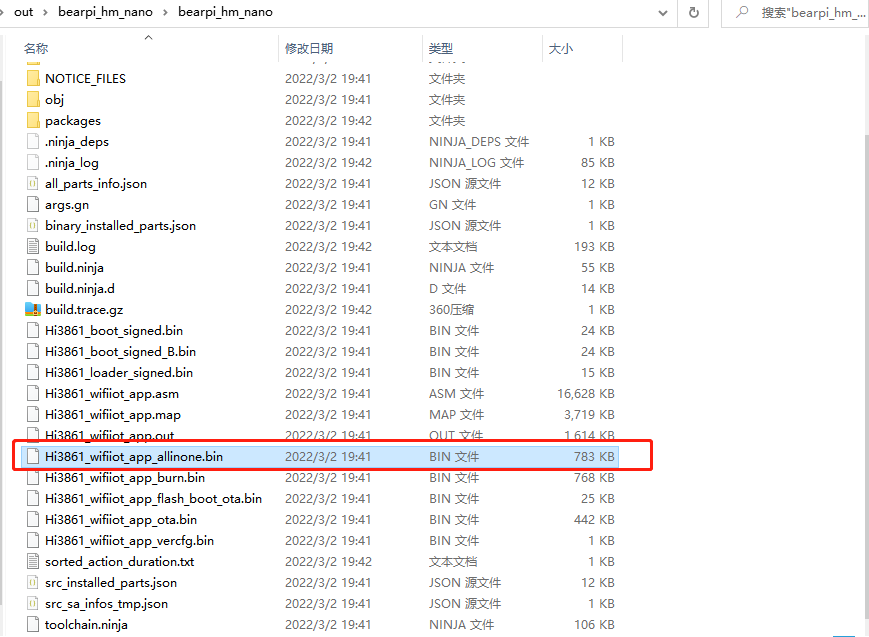 out > bearpi_hm_nano > bearpi_hm_nano 搜索"bearpi_hm_...
名称 修改日期 类型 大小
NOTICE_FILES 2022/3/2 19:41 文件夹
obj 2022/3/2 19:41 文件夹
packages 2022/3/2 19:42 文件夹
.ninja_deps 2022/3/2 19:41 NINJA_DEPS 文件 1 KB
.ninja_log 2022/3/2 19:42 NINJA_LOG 文件 85 KB
all_parts_info.json 2022/3/2 19:41 JSON 源文件 12 KB
args.gn 2022/3/2 19:41 GN 文件 1 KB
binary_installed_parts.json 2022/3/2 19:41 JSON 源文件 1 KB
build.log 2022/3/2 19:42 文本文档 193 KB
build.ninja 2022/3/2 19:41 NINJA 文件 55 KB
build.ninja.d 2022/3/2 19:41 D 文件 14 KB
build.trace.gz 2022/3/2 19:42 360压缩 1 KB
Hi3861_boot_signed.bin 2022/3/2 19:41 BIN 文件 24 KB
Hi3861_boot_signed_B.bin 2022/3/2 19:41 BIN 文件 24 KB
Hi3861_loader_signed.bin 2022/3/2 19:41 BIN 文件 15 KB
Hi3861_wifiiot_app.asm 2022/3/2 19:41 ASM 文件 16,628 KB
Hi3861_wifiiot_app.map 2022/3/2 19:41 MAP 文件 3,719 KB
Hi3861_wifiiot_app.out 2022/3/2 19:41 OUT 文件 1,614 KB
Hi3861_wifiiot_app_allinone.bin 2022/3/2 19:41 BIN 文件 783 KB
Hi3861_wifiiot_app_burn.bin 2022/3/2 19:41 BIN 文件 768 KB
Hi3861_wifiiot_app_flash_boot_ota.bin 2022/3/2 19:41 BIN 文件 25 KB
Hi3861_wifiiot_app_ota.bin 2022/3/2 19:41 BIN 文件 442 KB
Hi3861_wifiiot_app_vercfg.bin 2022/3/2 19:41 BIN 文件 1 KB
sorted_action_duration.txt 2022/3/2 19:42 文本文档 1 KB
src_installed_parts.json 2022/3/2 19:41 JSON 源文件 12 KB
src_sa_infos_tmp.json 2022/3/2 19:41 JSON 源文件 1 KB
toolchain.ninja 2022/3/2 19:41 NINJA 文件 106 KB